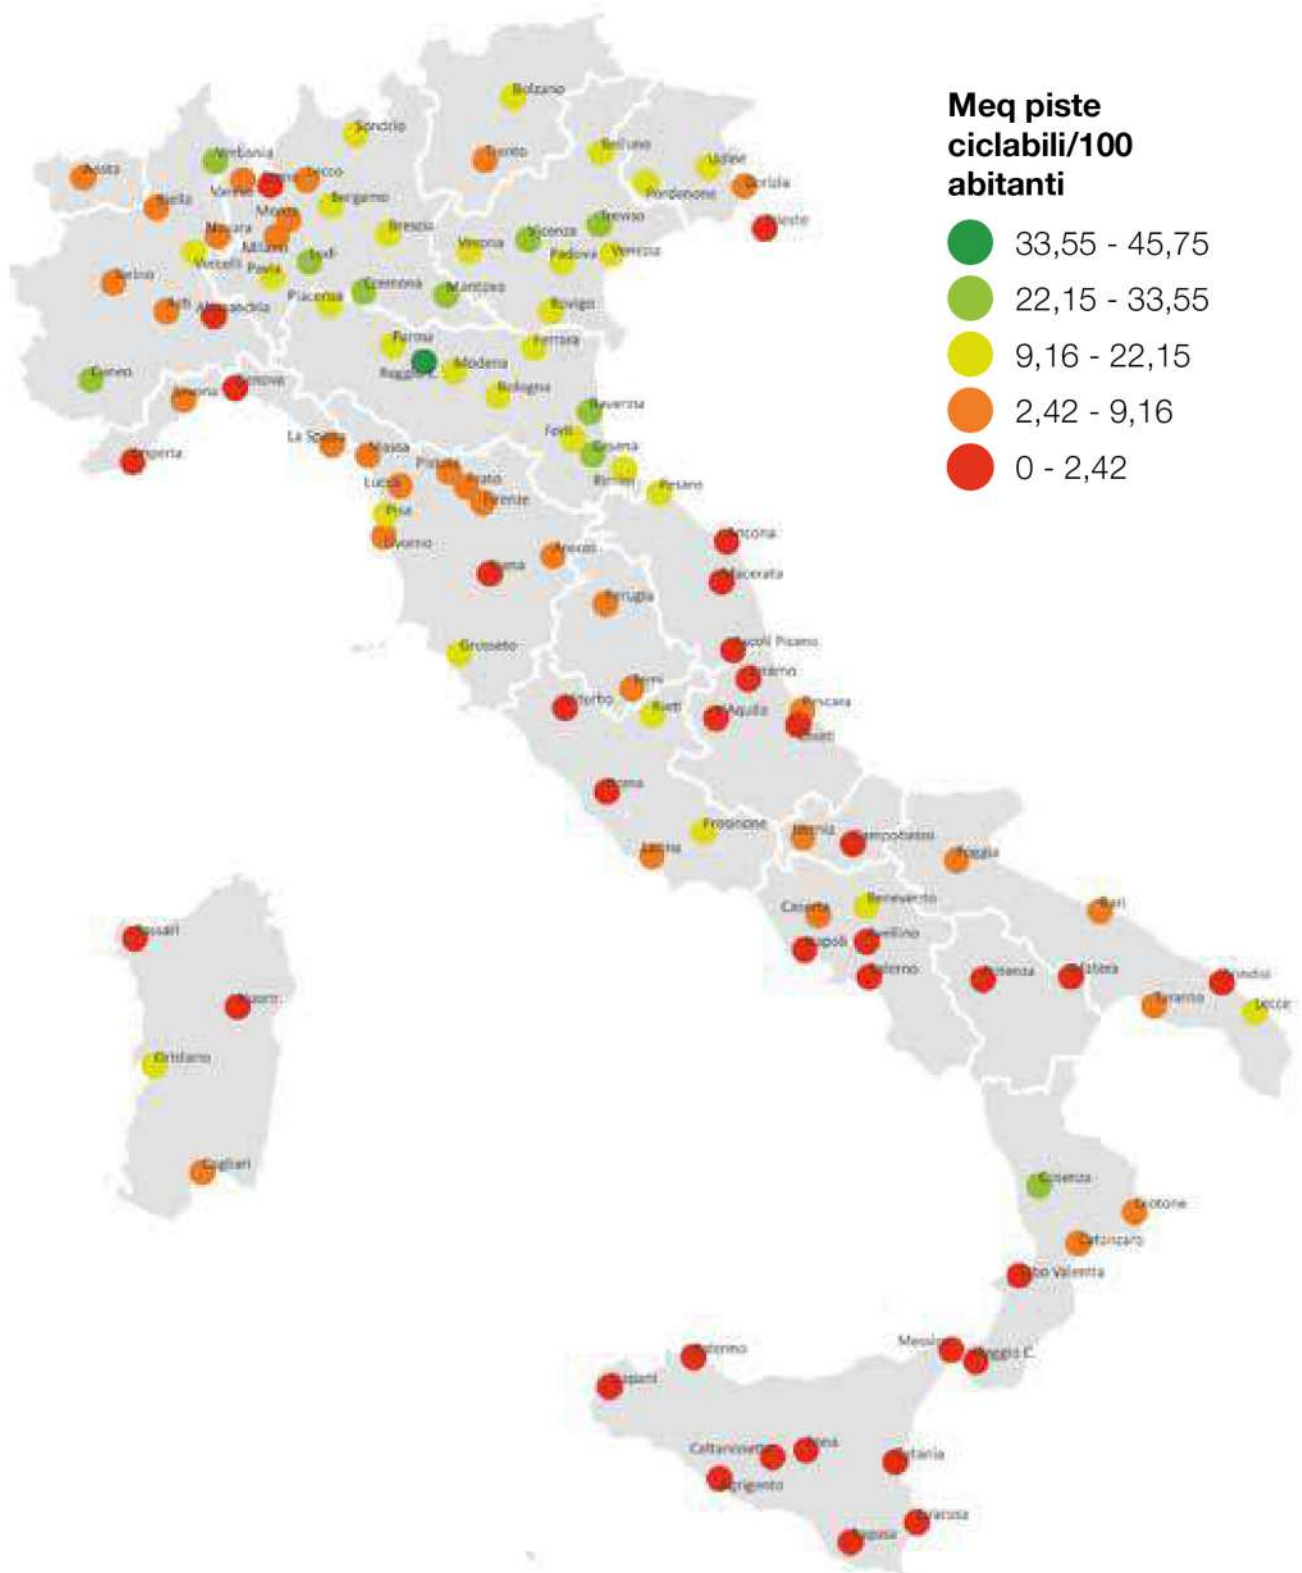 Meq piste
ciclabili/100
abitanti
33,55 - 45,75
22,15 - 33,55
9,16 - 22,15
2,42 - 9,16
0 - 2,42
Bolzano
Sondrio
Verbania
Aosta
Trento
Belluno
Udine
Lecco
Varese
Pordenone
Gorizia
Biella
Bergamo
Monza
Treviso
Trieste
Brescia
Novara
Vicenza
Verona
Milano
Venezia
Padova
Lodi
Vercelli
Pavia
Torino
Cremona
Mantova
Piacenza
Rovigo
Asti
Alessandria
Parma
Ferrara
Modena
Reggio E.
Cuneo
Genova
Bologna
Savona
Ravenna
Forlì
La Spezia
Massa
Cesena
Imperia
Pistoia
Prato
Lucca
Rimini
Pesaro
Firenze
Pisa
Ancona
Livorno
Arezzo
Siena
Macerata
Perugia
Grosseto
Ascoli Piceno
Teramo
Terni
Viterbo
Rieti
L'Aquila
Pescara
Chieti
Roma
Frosinone
Isernia
Campobasso
Latina
Foggia
Benevento
Caserta
Bari
Sassari
Napoli
Avellino
Salerno
Potenza
Matera
Brindisi
Nuoro
Taranto
Lecce
Oristano
Cagliari
Cosenza
Crotone
Catanzaro
Vibo Valentia
Messina
Palermo
Reggio C.
Trapani
Caltanissetta
Enna
Catania
Agrigento
Siracusa
Ragusa